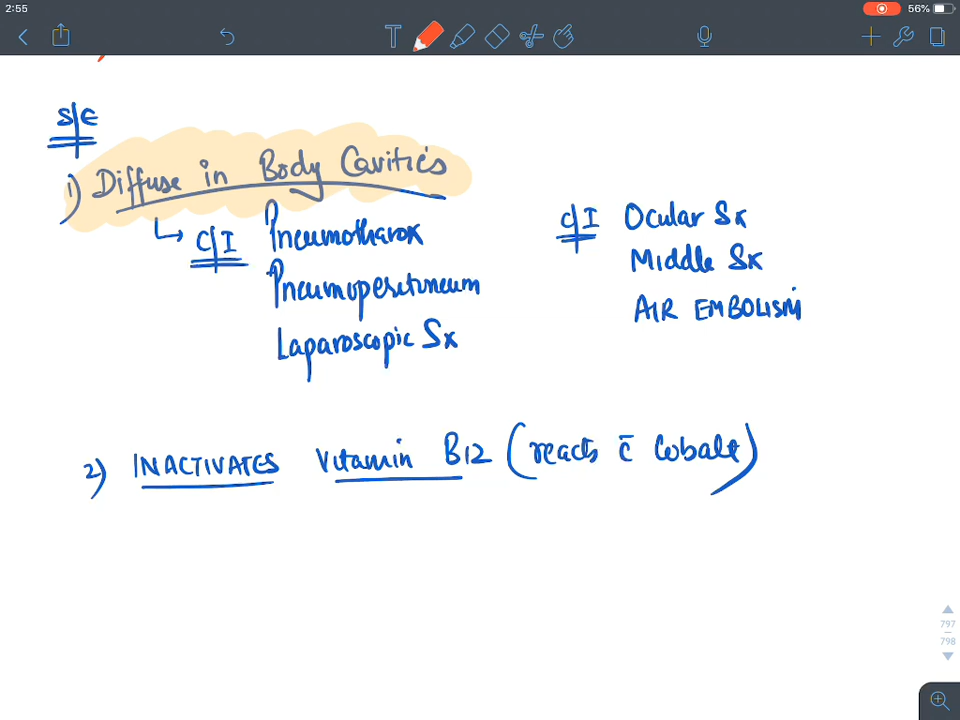 2:55
56%
T
S/E
1) Diffuse in Body Cavities
C/I Pneumothorax
Pneumoperitoneum
Laparoscopic Sx
C/I Ocular Sx
Middle Sx
AIR EMBOLISM
2) INACTIVATES Vitamin B12 (reacts c̄ Cobalt)
797
798